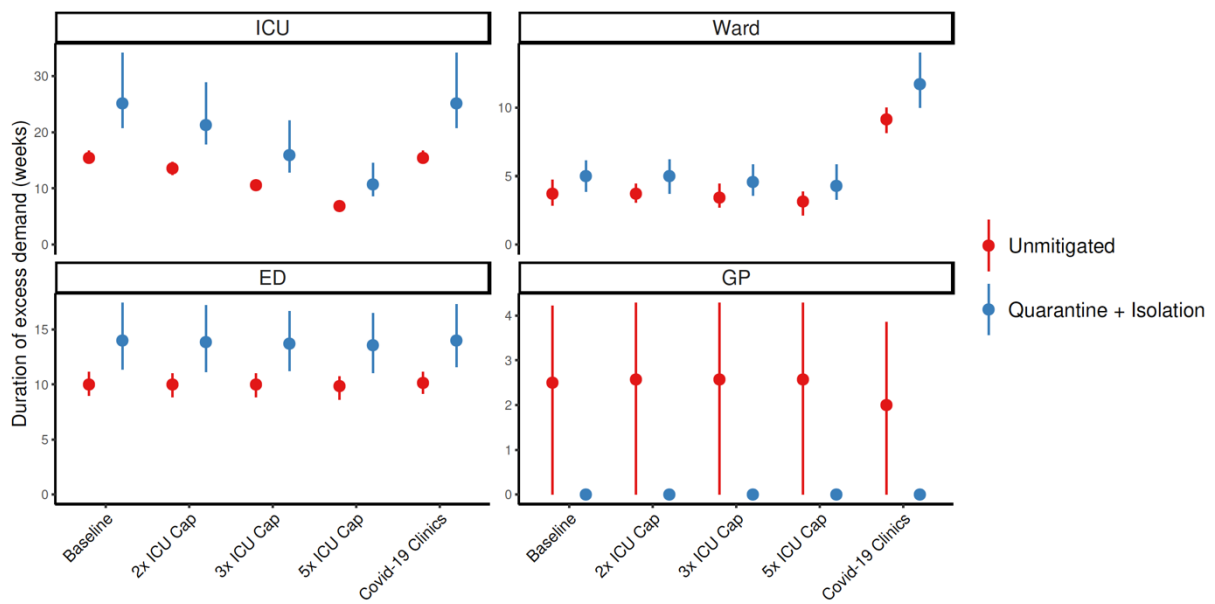 ICU
Ward
30
20
10
0
10
5
0
Duration of excess demand (weeks)
ED
GP
15
10
5
0
4
3
2
1
0
Baseline
2x ICU Cap
3x ICU Cap
5x ICU Cap
Covid-19 Clinics
Baseline
2x ICU Cap
3x ICU Cap
5x ICU Cap
Covid-19 Clinics
Unmitigated
Quarantine + Isolation